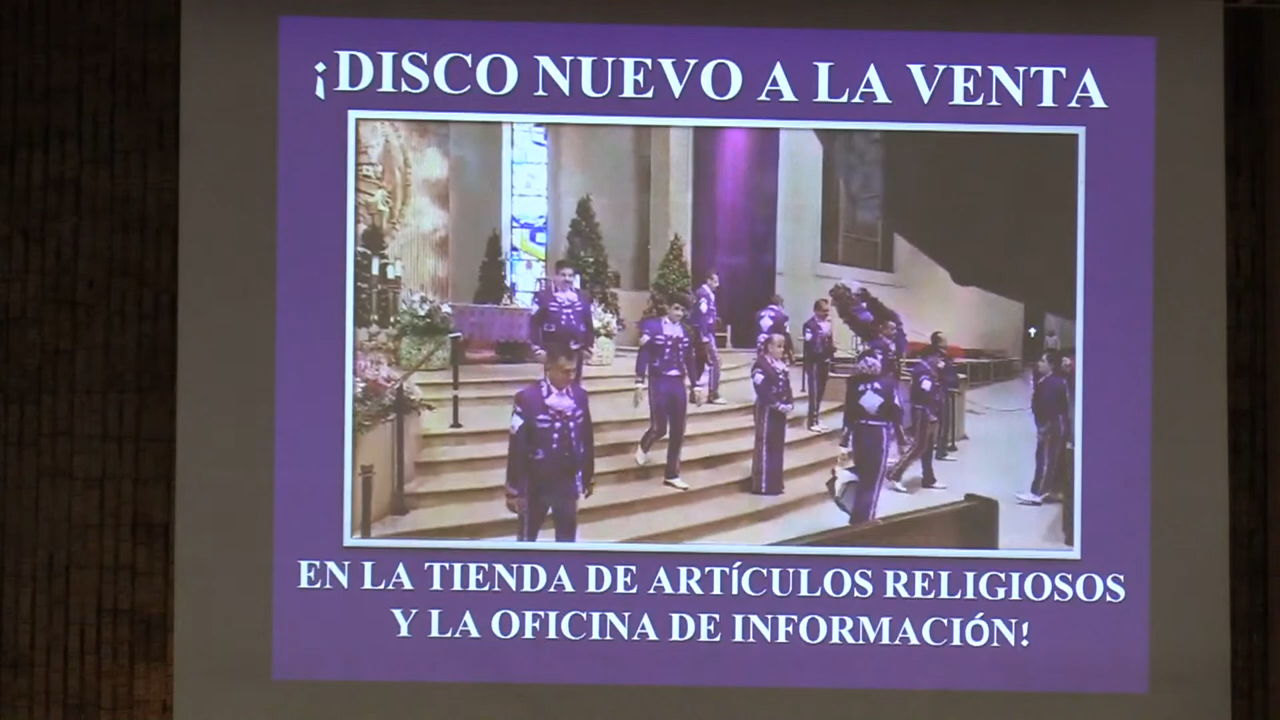 ¡DISCO NUEVO A LA VENTA
EN LA TIENDA DE ARTÍCULOS RELIGIOSOS
Y LA OFICINA DE INFORMACIÓN!